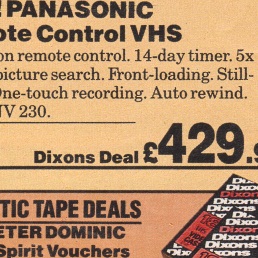 ! PANASONIC
ote Control VHS
on remote control. 14-day timer. 5x
picture search. Front-loading. Still-
One-touch recording. Auto rewind.
NV 230.
Dixons Deal £429.9
TIC TAPE DEALS
ETER DOMINIC
Spirit Vouchers
Dixons
Dixons
Dixons
Dixons
Dixons